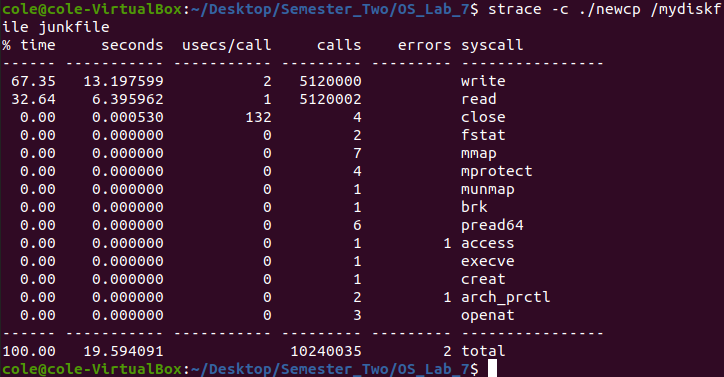 cole@cole-VirtualBox:~/Desktop/Semester_Two/OS_Lab_7$ strace -c ./newcp /mydiskf
ile junkfile
% time     seconds  usecs/call     calls    errors syscall
------ ----------- ----------- --------- --------- ----------------
 67.35   13.197599           2   5120000           write
 32.64    6.395962           1   5120002           read
  0.00    0.000530         132         4           close
  0.00    0.000000           0         2           fstat
  0.00    0.000000           0         7           mmap
  0.00    0.000000           0         4           mprotect
  0.00    0.000000           0         1           munmap
  0.00    0.000000           0         1           brk
  0.00    0.000000           0         6           pread64
  0.00    0.000000           0         1         1 access
  0.00    0.000000           0         1           execve
  0.00    0.000000           0         1           creat
  0.00    0.000000           0         2         1 arch_prctl
  0.00    0.000000           0         3           openat
------ ----------- ----------- --------- --------- ----------------
100.00   19.594091              10240035         2 total
cole@cole-VirtualBox:~/Desktop/Semester_Two/OS_Lab_7$